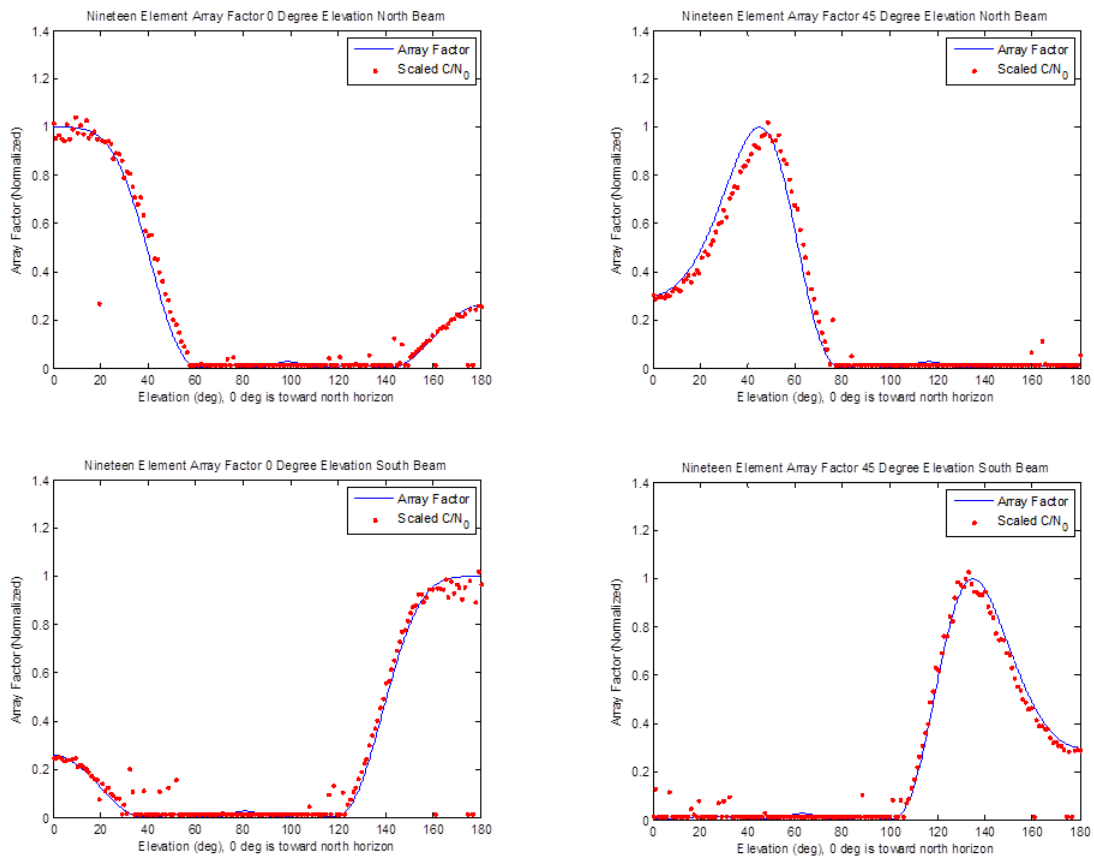 Nineteen Element Array Factor 0 Degree Elevation North Beam
1.4
1.2
1
0.8
0.6
0.4
0.2
0
Array Factor (Normalized)
Array Factor
Scaled C/N0
0 20 40 60 80 100 120 140 160 180
Elevation (deg), 0 deg is toward north horizon
Nineteen Element Array Factor 45 Degree Elevation North Beam
1.4
1.2
1
0.8
0.6
0.4
0.2
0
Array Factor (Normalized)
Array Factor
Scaled C/N0
0 20 40 60 80 100 120 140 160 180
Elevation (deg), 0 deg is toward north horizon
Nineteen Element Array Factor 0 Degree Elevation South Beam
1.4
1.2
1
0.8
0.6
0.4
0.2
0
Array Factor (Normalized)
Array Factor
Scaled C/N0
0 20 40 60 80 100 120 140 160 180
Elevation (deg), 0 deg is toward north horizon
Nineteen Element Array Factor 45 Degree Elevation South Beam
1.4
1.2
1
0.8
0.6
0.4
0.2
0
Array Factor (Normalized)
Array Factor
Scaled C/N0
0 20 40 60 80 100 120 140 160 180
Elevation (deg), 0 deg is toward north horizon